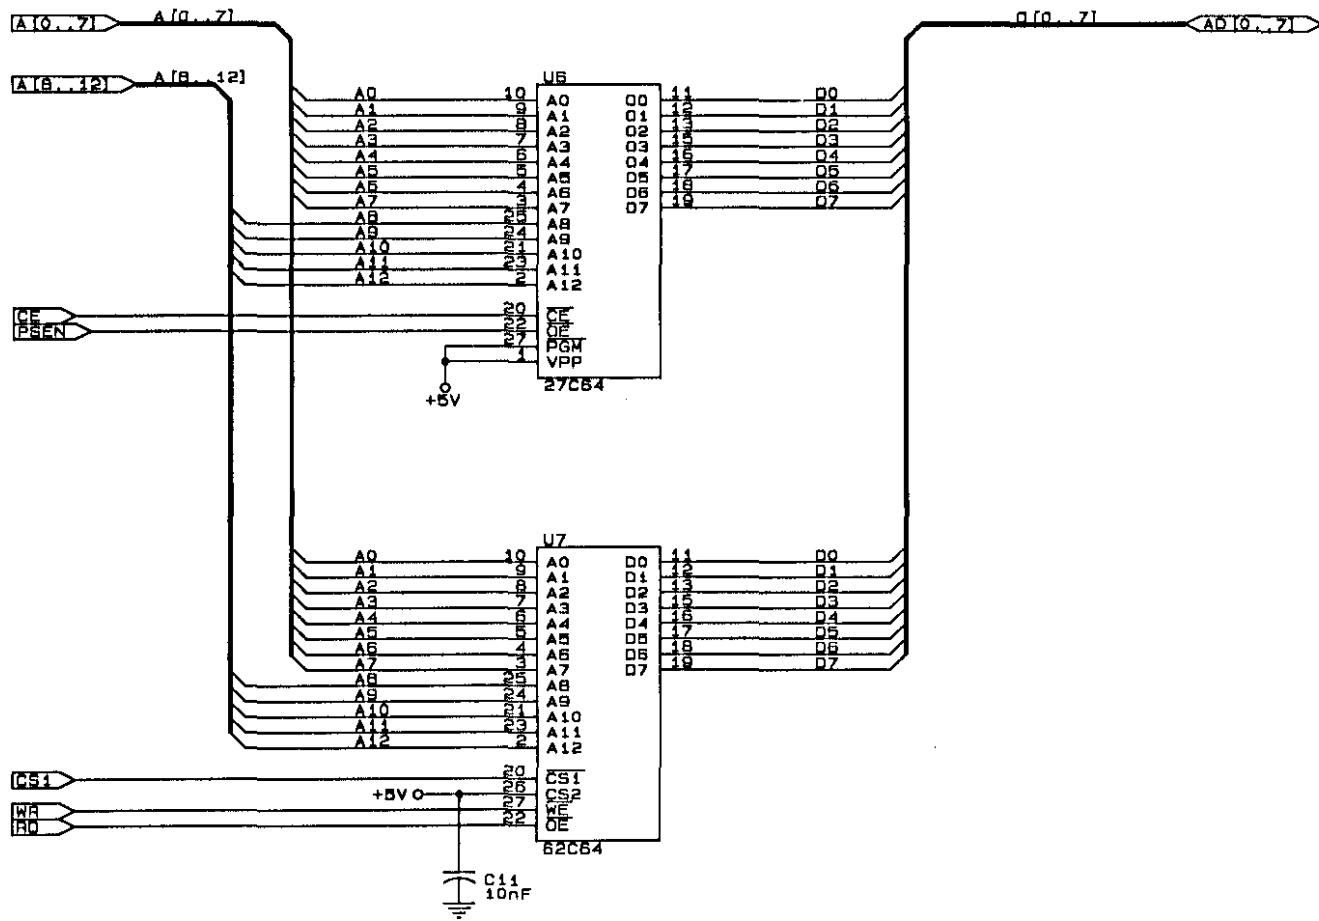 A[0..7] A[0..7] D[0..7] AD[0..7]
A[8..12] A[8..12]
U6
A0 10 A0 O0 11 D0
A1 9 A1 O1 12 D1
A2 8 A2 O2 13 D2
A3 7 A3 O3 15 D3
A4 6 A4 O4 16 D4
A5 5 A5 O5 17 D5
A6 4 A6 O6 18 D6
A7 3 A7 O7 19 D7
A8 25 A8
A9 24 A9
A10 21 A10
A11 23 A11
A12 2 A12
CE 20 CE
PSEN 22 OE
27 PGM
1 VPP
27C64
+5V
U7
A0 10 A0 D0 11 D0
A1 9 A1 D1 12 D1
A2 8 A2 D2 13 D2
A3 7 A3 D3 15 D3
A4 6 A4 D4 16 D4
A5 5 A5 D5 17 D5
A6 4 A6 D6 18 D6
A7 3 A7 D7 19 D7
A8 25 A8
A9 24 A9
A10 21 A10
A11 23 A11
A12 2 A12
CS1 20 CS1
+5V 26 CS2
WR 27 WE
RD 22 OE
62C64
C11
10nF